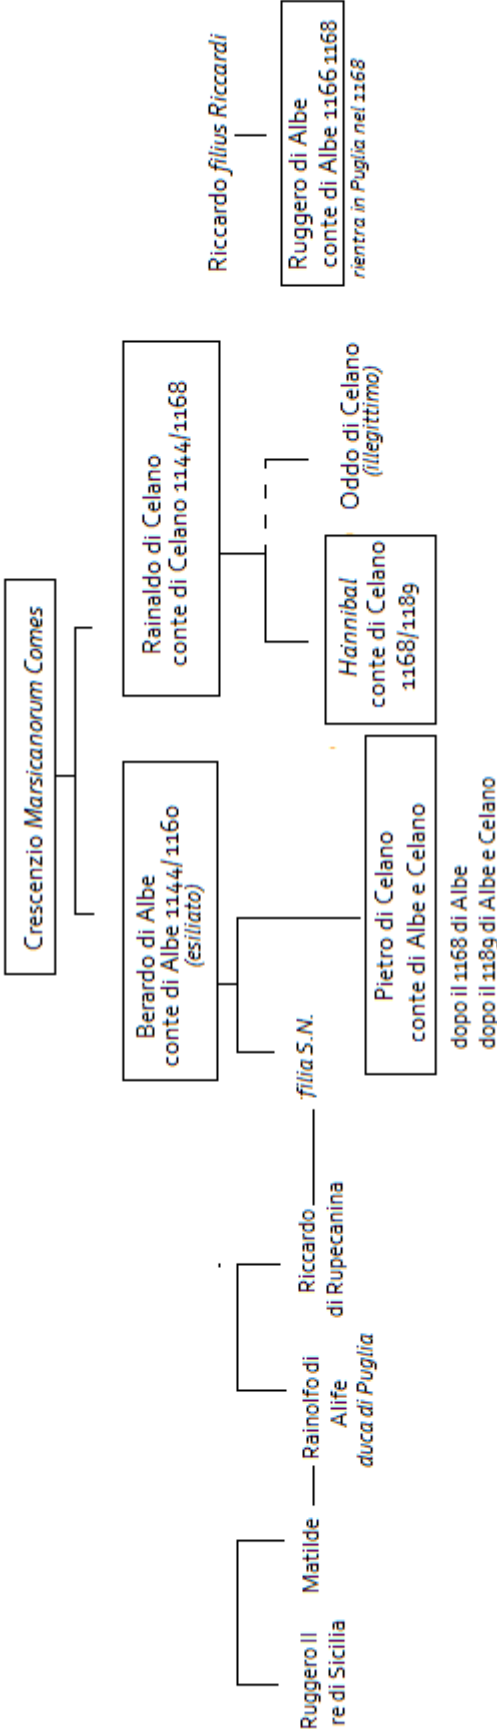 Crescenzio Marsicanorum Comes
Berardo di Albe
conte di Albe 1144/1160
(esiliato)
Rainaldo di Celano
conte di Celano 1144/1168
Riccardo filius Riccardi
Ruggero II
re di Sicilia
Matilde
Rainolfo di
Alife
duca di Puglia
Riccardo
di Rupecanina
filia S.N.
Pietro di Celano
conte di Albe e Celano
dopo il 1168 di Albe
dopo il 1189 di Albe e Celano
Hannibal
conte di Celano
1168/1189
Oddo di Celano
(illegittimo)
Ruggero di Albe
conte di Albe 1166 1168
rientra in Puglia nel 1168